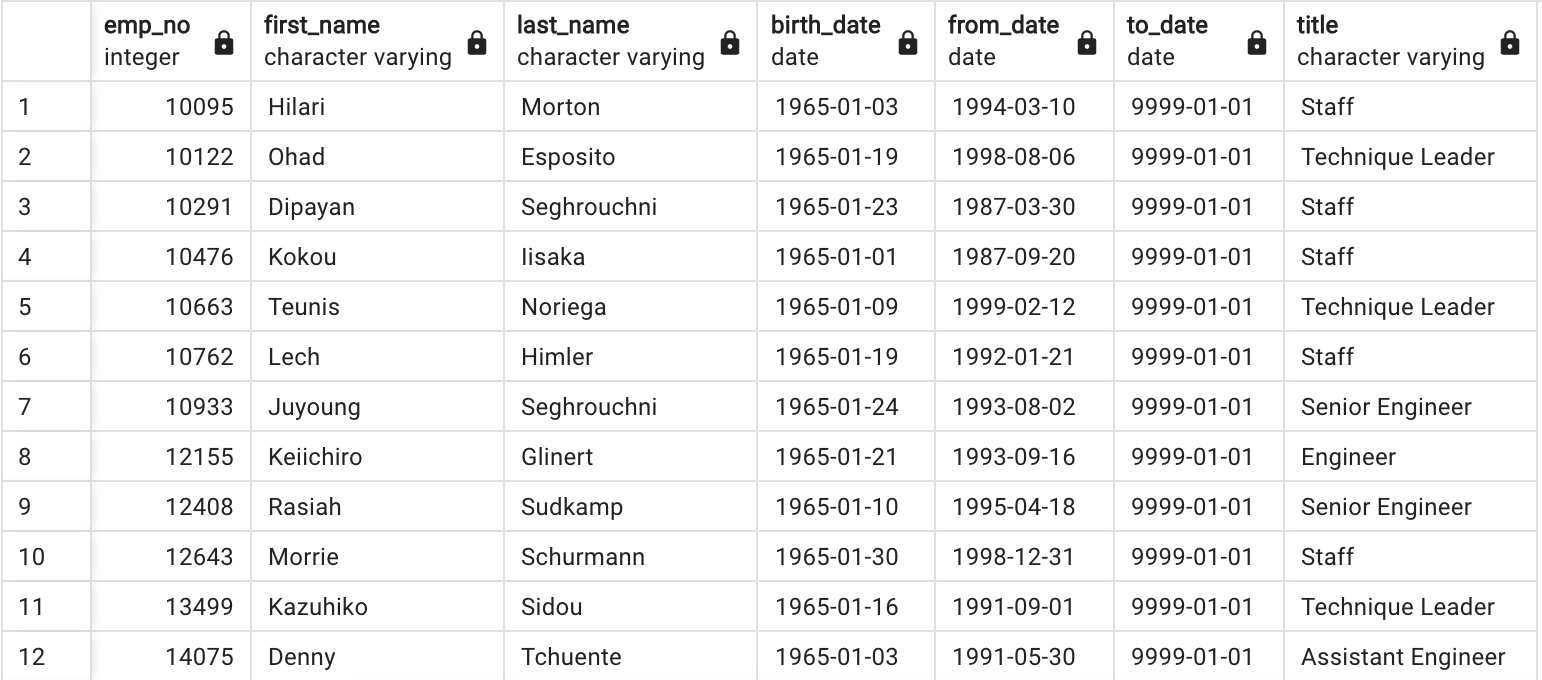 emp_no first_name last_name birth_date from_date to_date title
integer character varying character varying date date date character varying
1 10095 Hilari Morton 1965-01-03 1994-03-10 9999-01-01 Staff
2 10122 Ohad Esposito 1965-01-19 1998-08-06 9999-01-01 Technique Leader
3 10291 Dipayan Seghrouchni 1965-01-23 1987-03-30 9999-01-01 Staff
4 10476 Kokou Iisaka 1965-01-01 1987-09-20 9999-01-01 Staff
5 10663 Teunis Noriega 1965-01-09 1999-02-12 9999-01-01 Technique Leader
6 10762 Lech Himler 1965-01-19 1992-01-21 9999-01-01 Staff
7 10933 Juyoung Seghrouchni 1965-01-24 1993-08-02 9999-01-01 Senior Engineer
8 12155 Keiichiro Glinert 1965-01-21 1993-09-16 9999-01-01 Engineer
9 12408 Rasiah Sudkamp 1965-01-10 1995-04-18 9999-01-01 Senior Engineer
10 12643 Morrie Schurmann 1965-01-30 1998-12-31 9999-01-01 Staff
11 13499 Kazuhiko Sidou 1965-01-16 1991-09-01 9999-01-01 Technique Leader
12 14075 Denny Tchuente 1965-01-03 1991-05-30 9999-01-01 Assistant Engineer